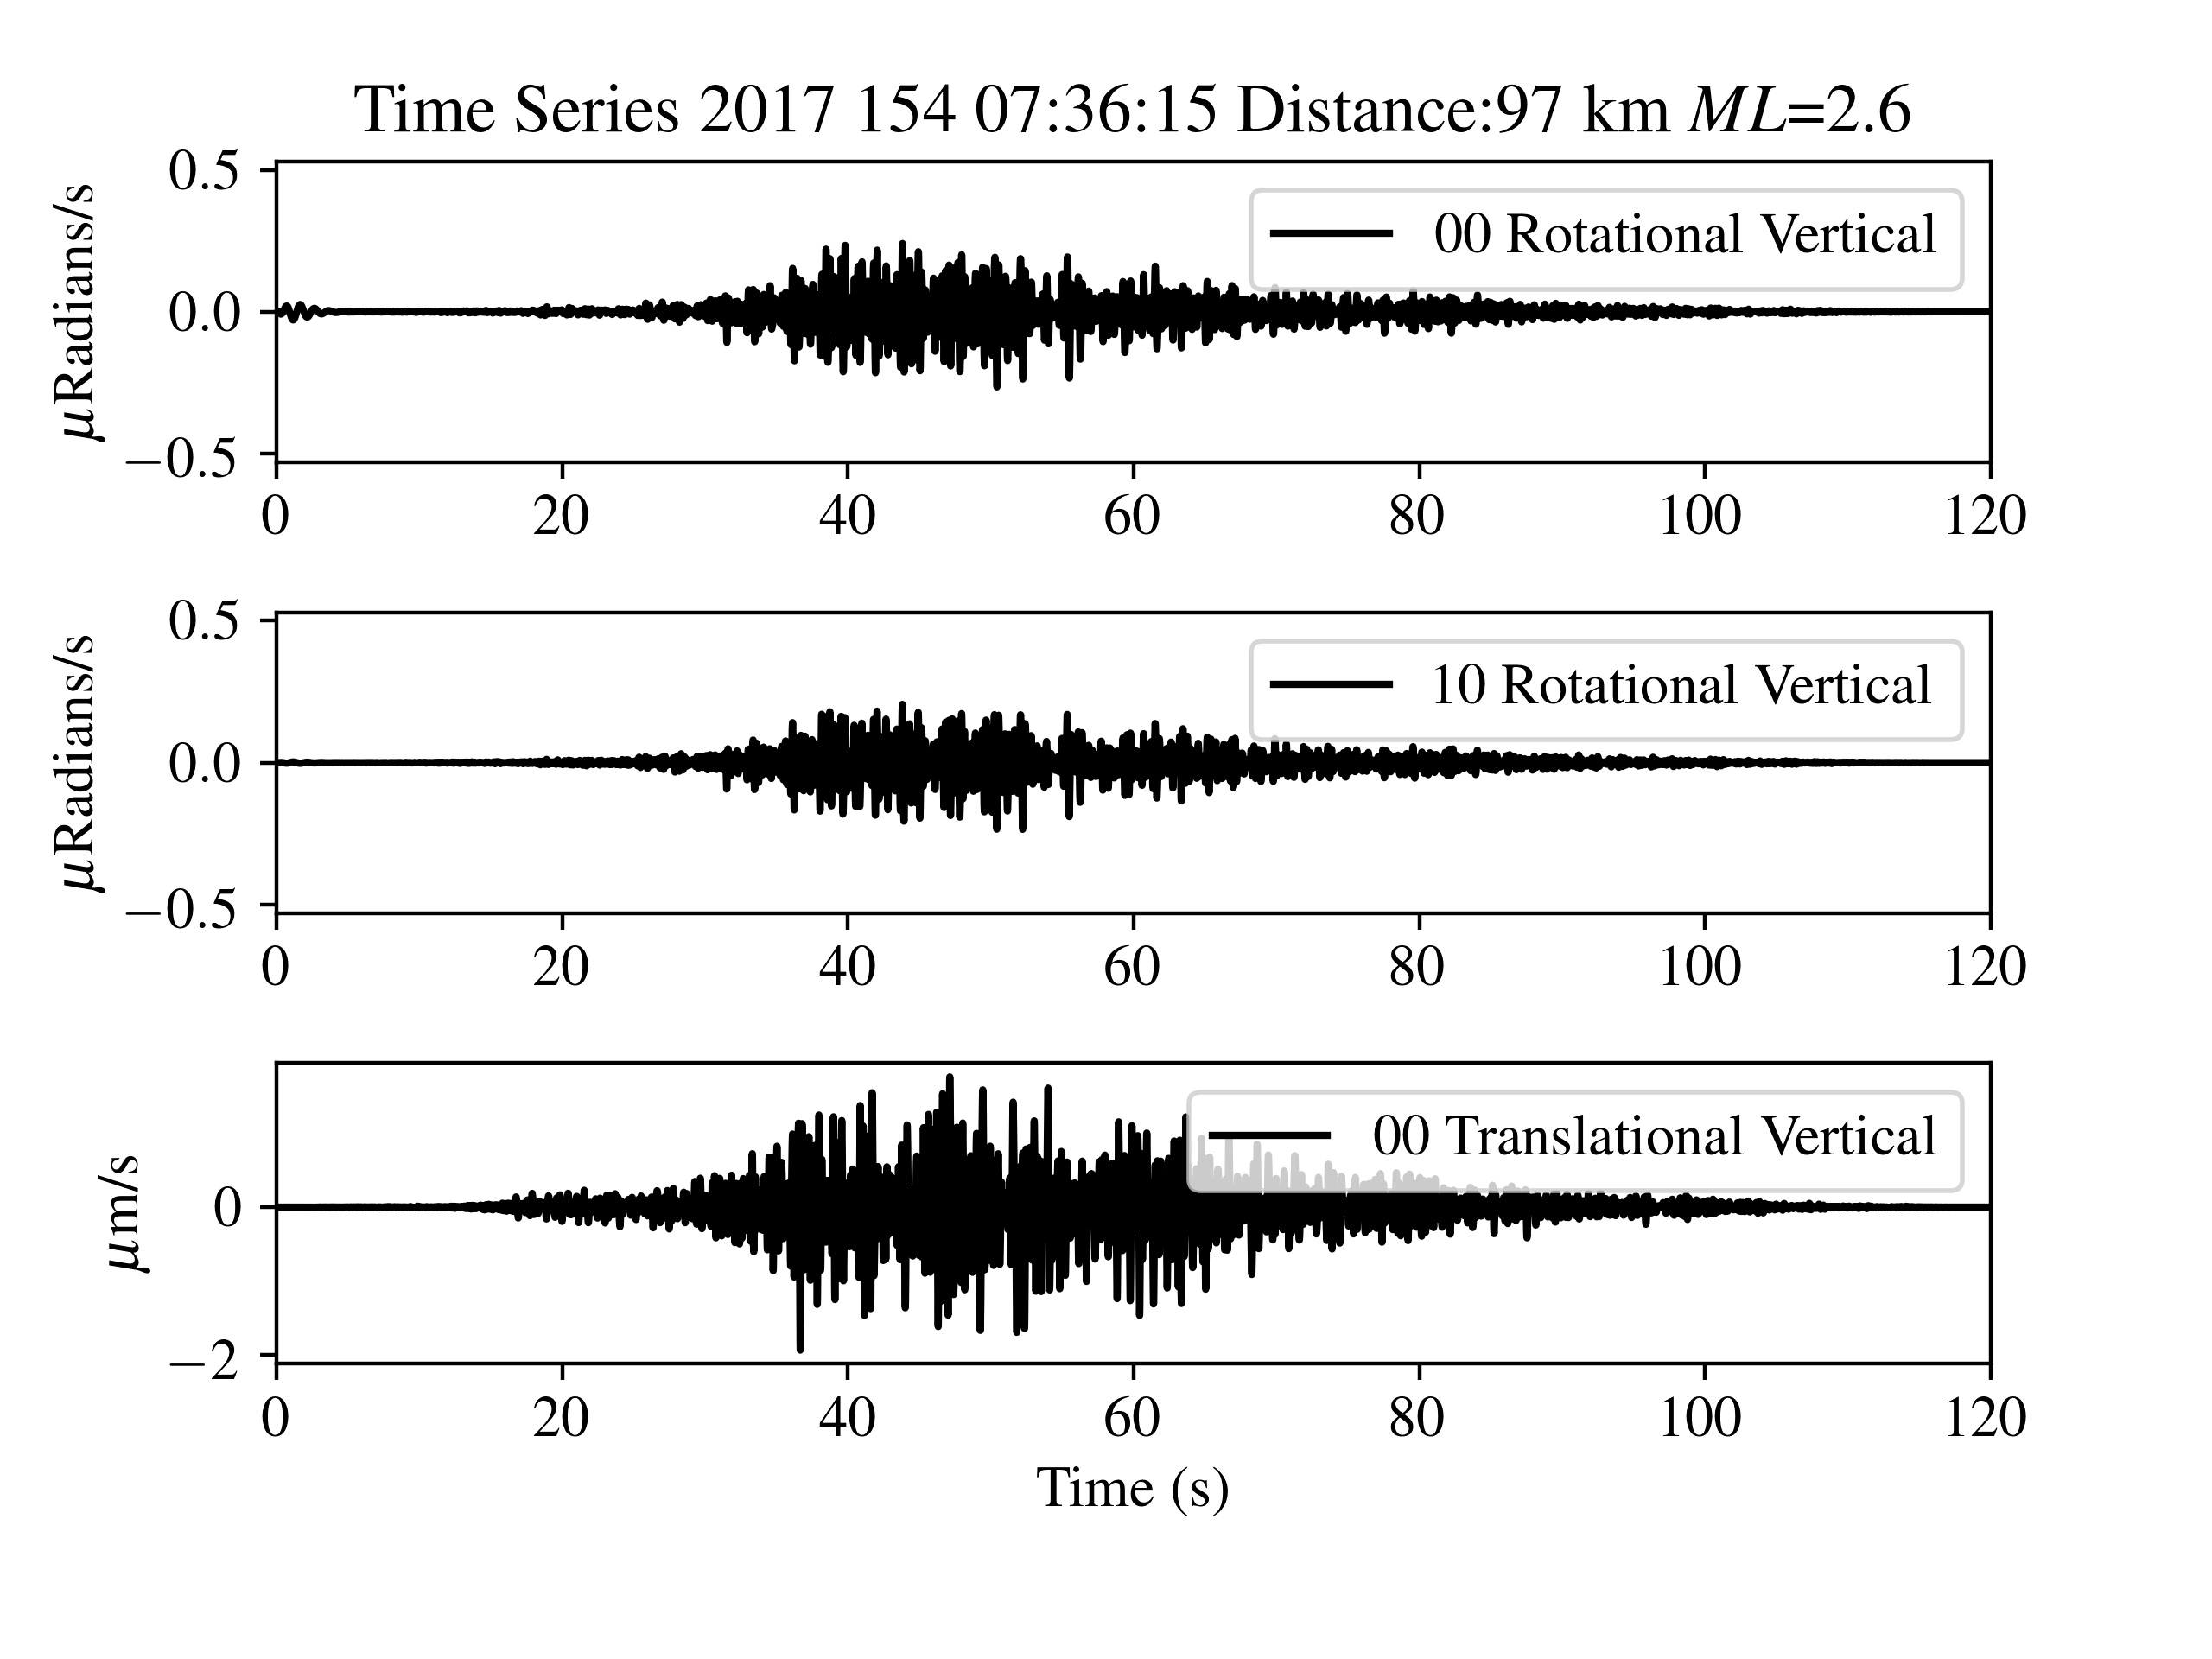 Time Series 2017 154 07:36:15 Distance:97 km ML=2.6
0.5
00 Rotational Vertical
μRadians/s
0.0
−0.5
0 20 40 60 80 100 120
0.5
10 Rotational Vertical
μRadians/s
0.0
−0.5
0 20 40 60 80 100 120
00 Translational Vertical
μm/s
0
−2
0 20 40 60 80 100 120
Time (s)